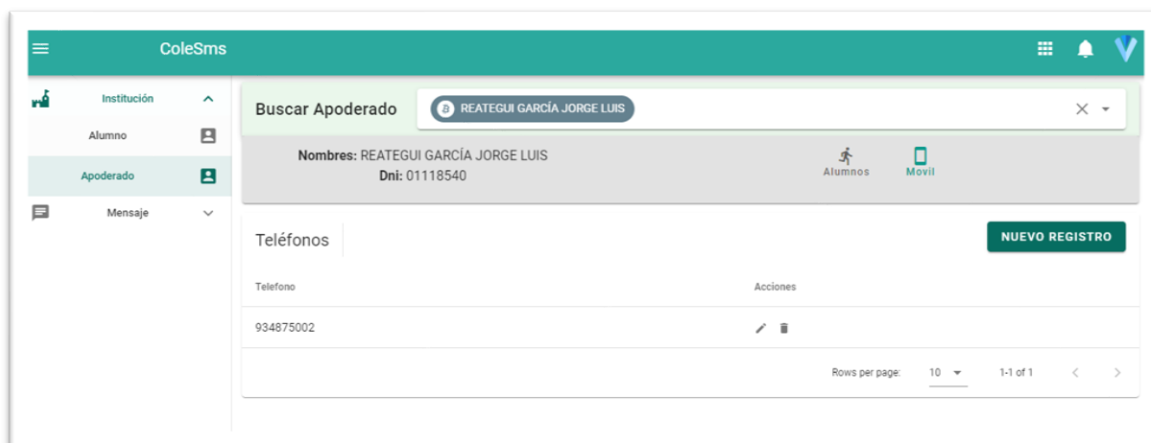 ColeSms
Institución
Alumno
Apoderado
Mensaje
Buscar Apoderado REATEGUI GARCÍA JORGE LUIS
Nombres: REATEGUI GARCÍA JORGE LUIS
Dni: 01118540
Alumnos Movil
Teléfonos NUEVO REGISTRO
Telefono Acciones
934875002
Rows per page: 10 1-1 of 1